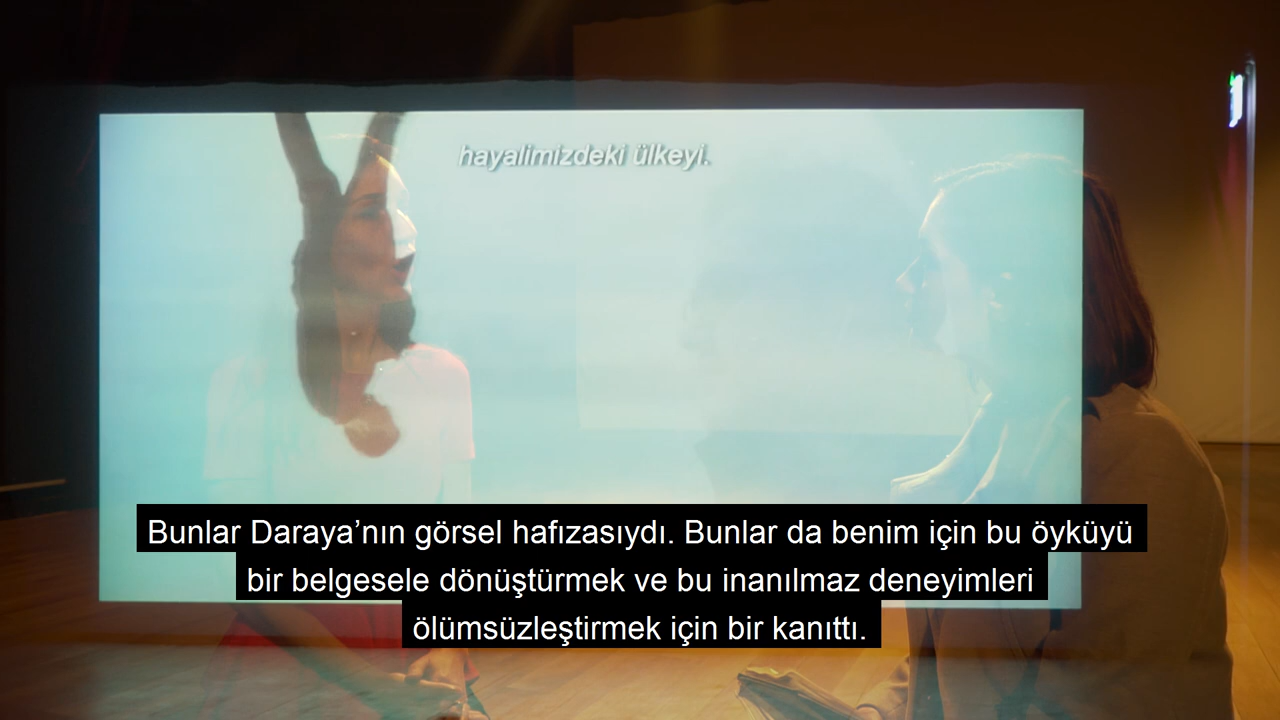 hayalimizdeki ülkeyi.
Bunlar Daraya’nın görsel hafızasıydı. Bunlar da benim için bu öyküyü
bir belgesele dönüştürmek ve bu inanılmaz deneyimleri
ölümsüzleştirmek için bir kanıttı.